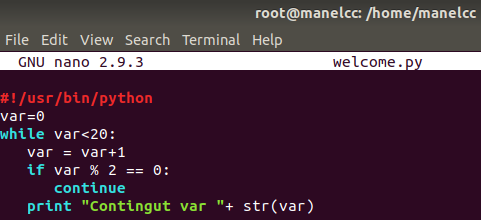 root@manelcc: /home/manelcc
File Edit View Search Terminal Help
GNU nano 2.9.3 welcome.py
#!/usr/bin/python
var=0
while var<20:
   var = var+1
   if var % 2 == 0:
      continue
   print "Contingut var "+ str(var)